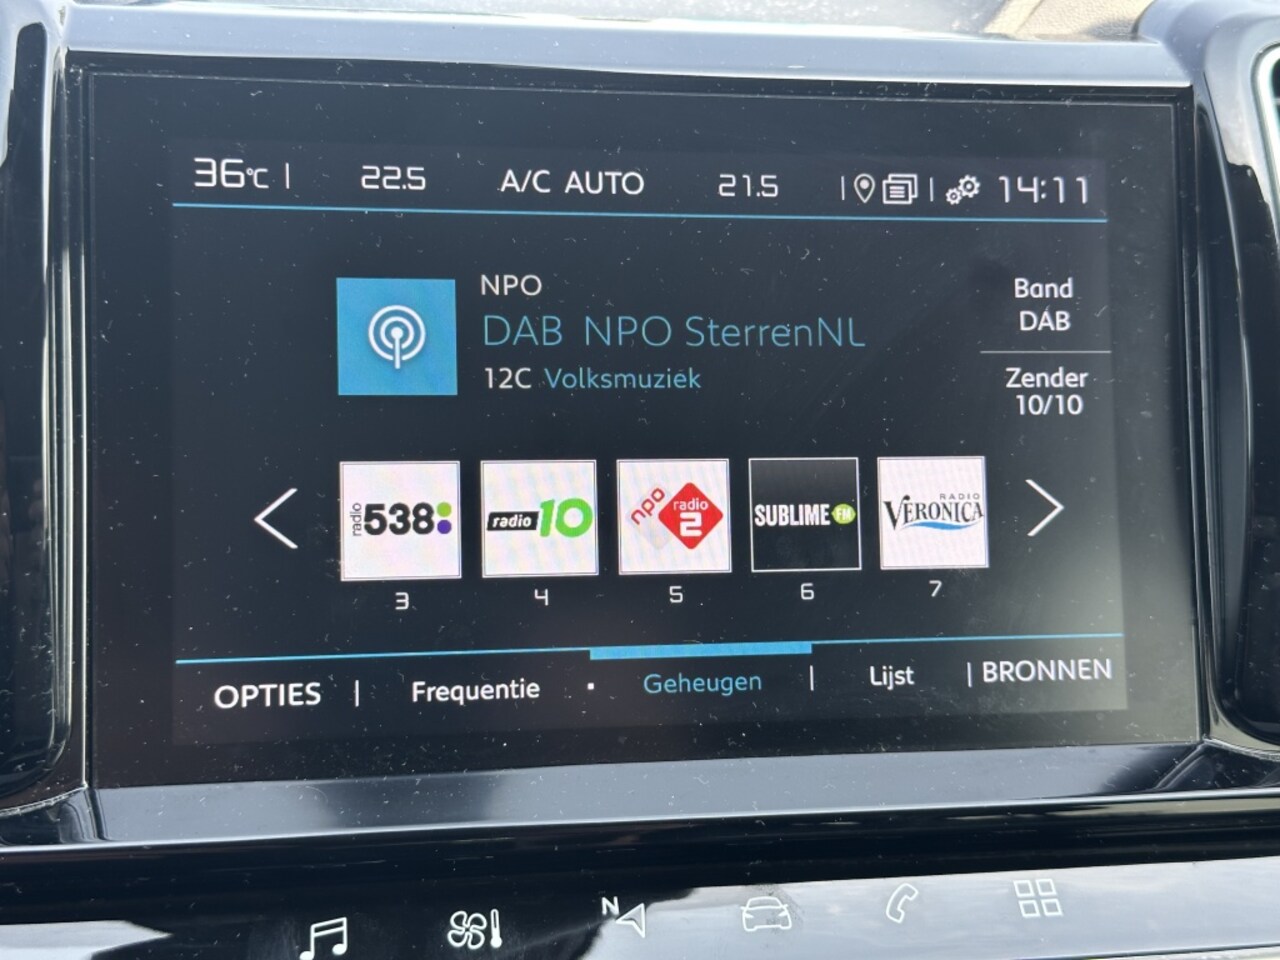 36°C | 22.5 A/C AUTO 21.5 | | 14:11
NPO
DAB NPO SterrenNL
12C Volksmuziek
Band
DAB
Zender
10/10
radio 538
radio 10
npo radio 2
SUBLIME FM
RADIO VERONICA
3 4 5 6 7
OPTIES | Frequentie · Geheugen | Lijst | BRONNEN
N